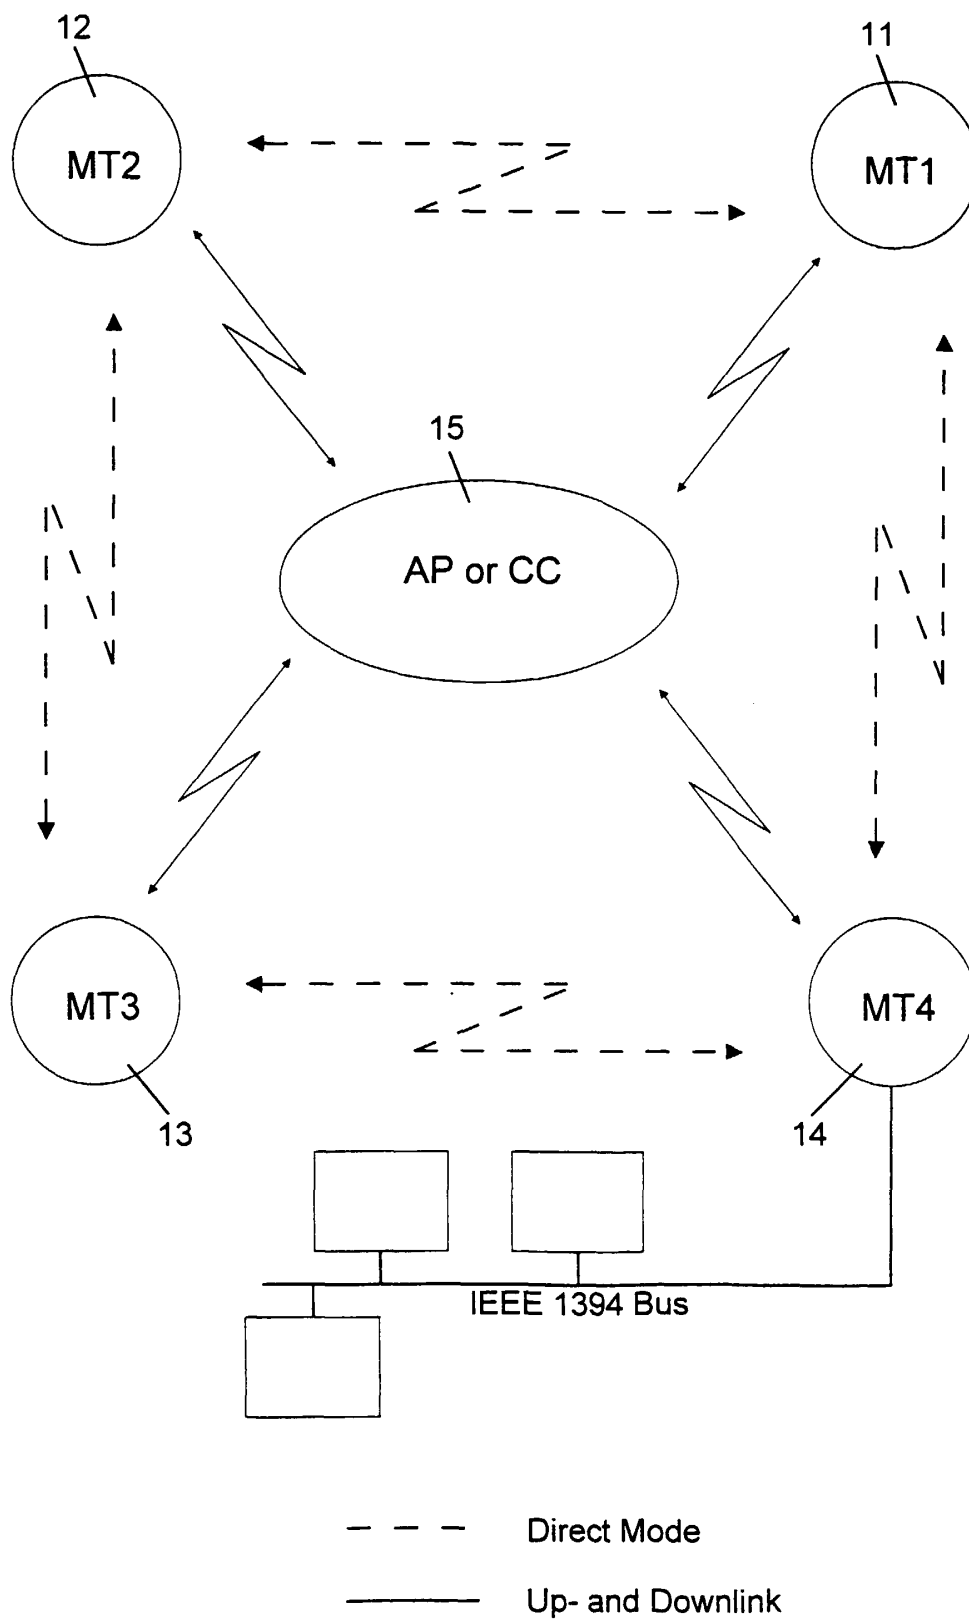 12
11
MT2
MT1
15
AP or CC
MT3
MT4
13
14
IEEE 1394 Bus
Direct Mode
Up- and Downlink